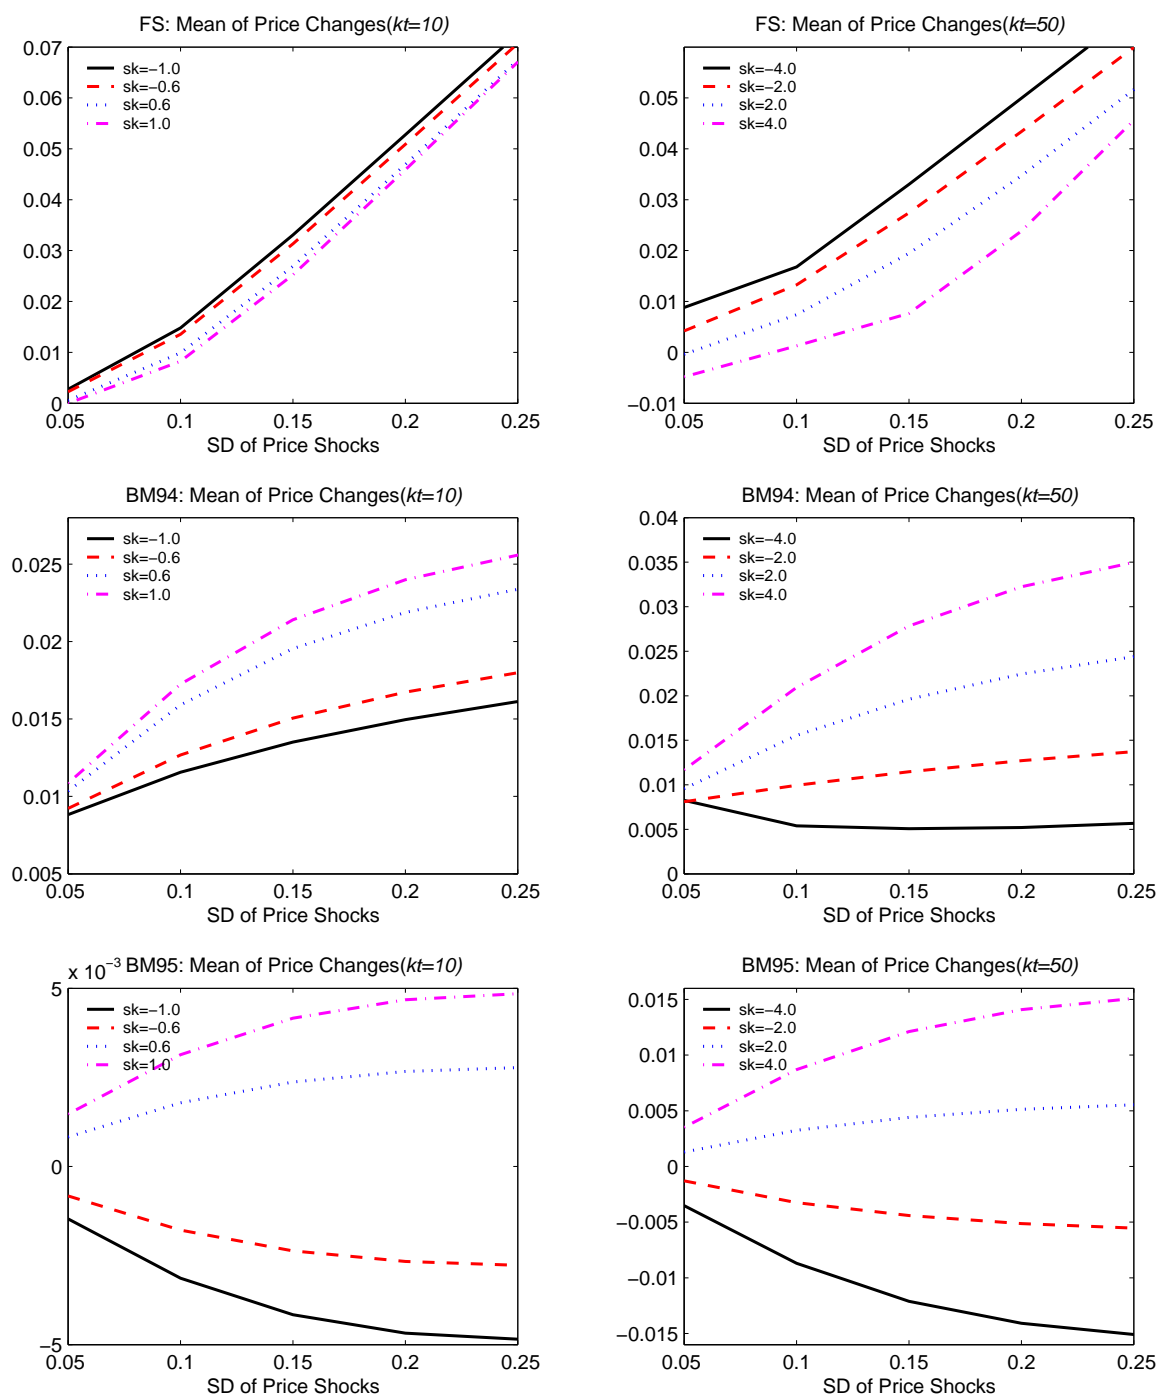 FS: Mean of Price Changes(kt=10)
0.07
0.06
0.05
0.04
0.03
0.02
0.01
0
sk=−1.0
sk=−0.6
sk=0.6
sk=1.0
0.05 0.1 0.15 0.2 0.25
SD of Price Shocks
FS: Mean of Price Changes(kt=50)
0.05
0.04
0.03
0.02
0.01
0
−0.01
sk=−4.0
sk=−2.0
sk=2.0
sk=4.0
0.05 0.1 0.15 0.2 0.25
SD of Price Shocks
BM94: Mean of Price Changes(kt=10)
0.025
0.02
0.015
0.01
0.005
sk=−1.0
sk=−0.6
sk=0.6
sk=1.0
0.05 0.1 0.15 0.2 0.25
SD of Price Shocks
BM94: Mean of Price Changes(kt=50)
0.04
0.035
0.03
0.025
0.02
0.015
0.01
0.005
0
sk=−4.0
sk=−2.0
sk=2.0
sk=4.0
0.05 0.1 0.15 0.2 0.25
SD of Price Shocks
x 10−3 BM95: Mean of Price Changes(kt=10)
5
0
−5
sk=−1.0
sk=−0.6
sk=0.6
sk=1.0
0.05 0.1 0.15 0.2 0.25
SD of Price Shocks
BM95: Mean of Price Changes(kt=50)
0.015
0.01
0.005
0
−0.005
−0.01
−0.015
sk=−4.0
sk=−2.0
sk=2.0
sk=4.0
0.05 0.1 0.15 0.2 0.25
SD of Price Shocks